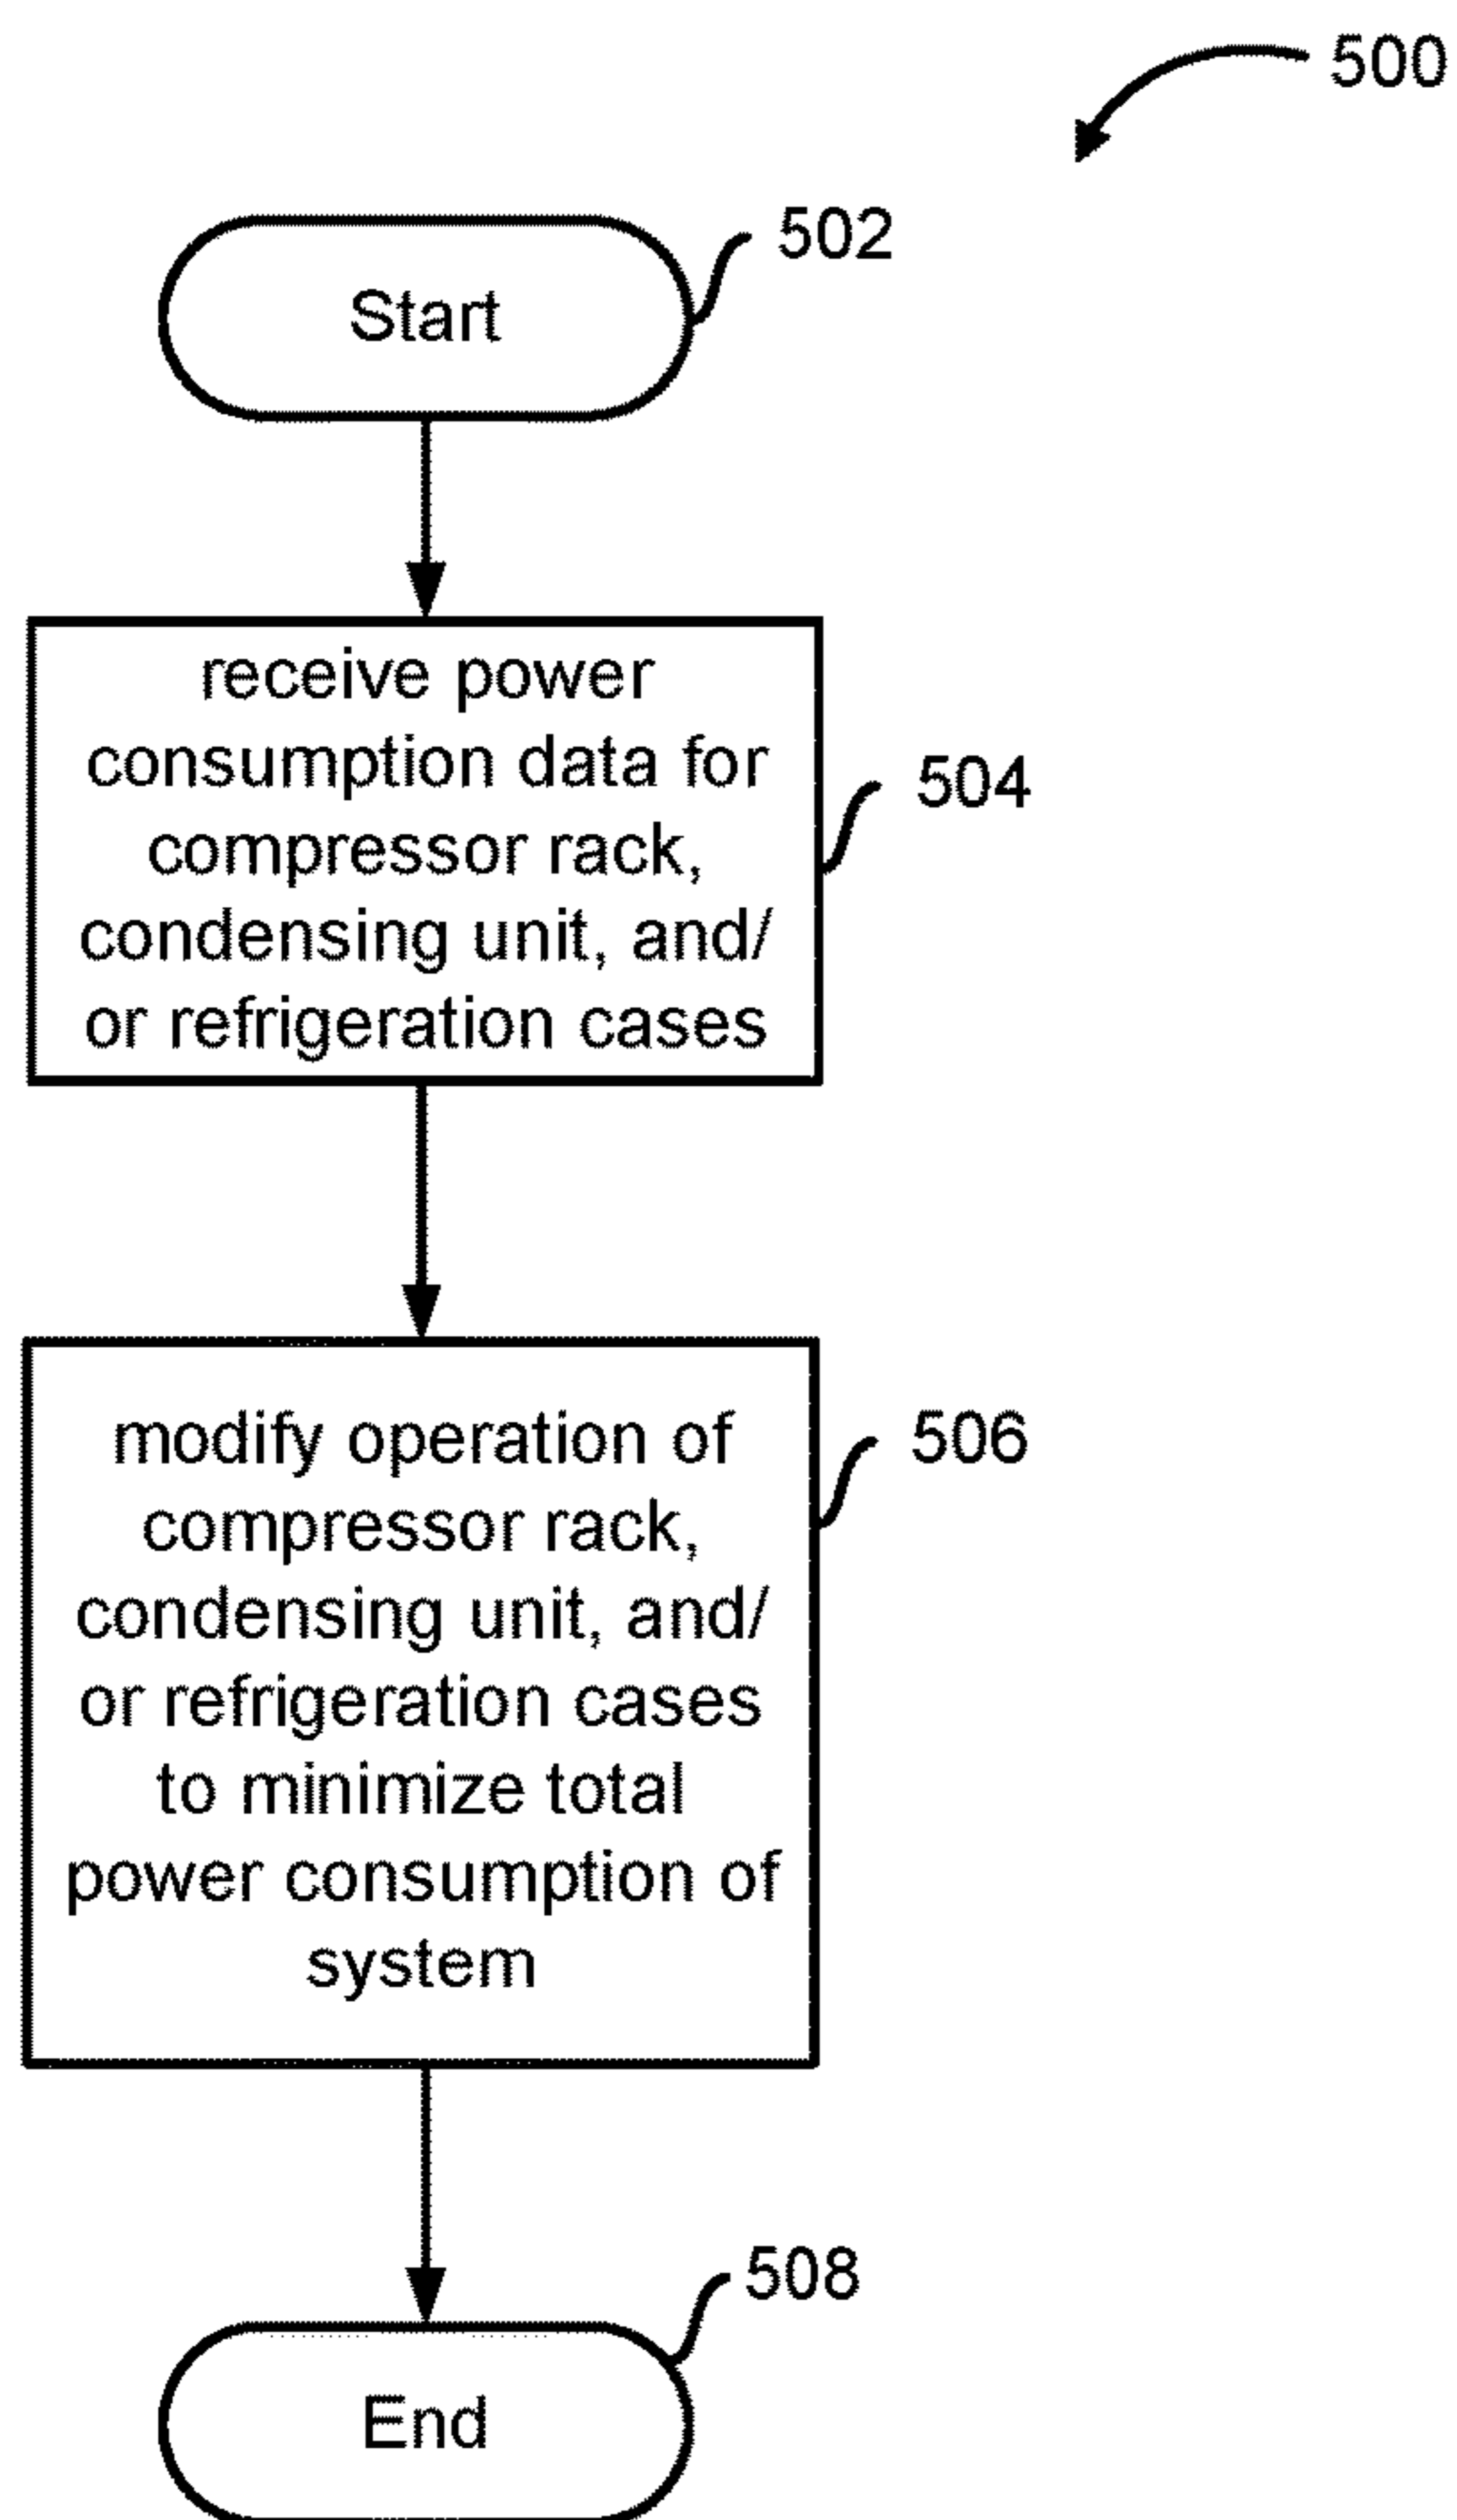 500
502
Start
receive power
consumption data for
compressor rack,
condensing unit, and/
or refrigeration cases
504
modify operation of
compressor rack,
condensing unit, and/
or refrigeration cases
to minimize total
power consumption of
system
506
508
End